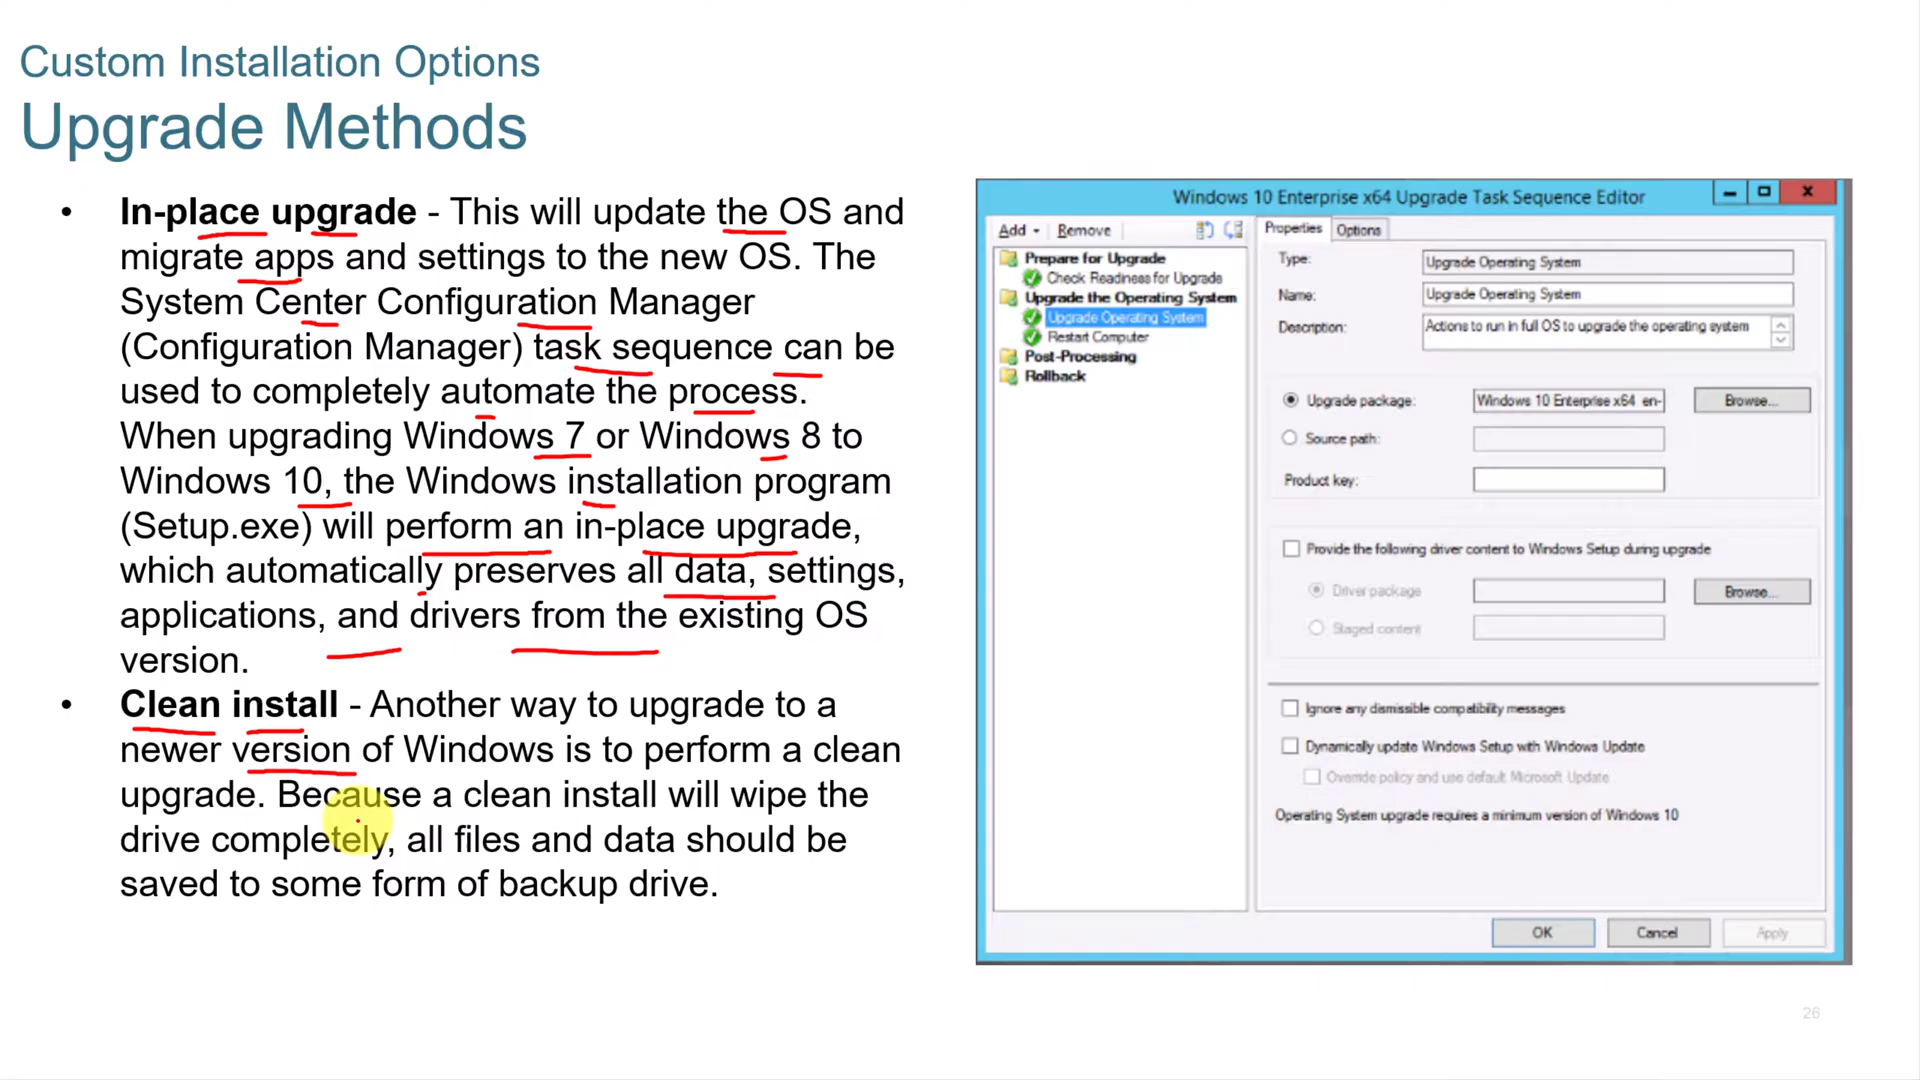 Custom Installation Options
Upgrade Methods
• In-place upgrade - This will update the OS and
migrate apps and settings to the new OS. The
System Center Configuration Manager
(Configuration Manager) task sequence can be
used to completely automate the process.
When upgrading Windows 7 or Windows 8 to
Windows 10, the Windows installation program
(Setup.exe) will perform an in-place upgrade,
which automatically preserves all data, settings,
applications, and drivers from the existing OS
version.
• Clean install - Another way to upgrade to a
newer version of Windows is to perform a clean
upgrade. Because a clean install will wipe the
drive completely, all files and data should be
saved to some form of backup drive.
Windows 10 Enterprise x64 Upgrade Task Sequence Editor
Add Remove
Prepare for Upgrade
Check Readiness for Upgrade
Upgrade the Operating System
Upgrade Operating System
Restart Computer
Post-Processing
Rollback
Properties Options
Type: Upgrade Operating System
Name: Upgrade Operating System
Description: Actions to run in full OS to upgrade the operating system
Upgrade package: Windows 10 Enterprise x64 en- Browse...
Source path:
Product key:
Provide the following driver content to Windows Setup during upgrade
Driver package Browse...
Staged content
Ignore any dismissible compatibility messages
Dynamically update Windows Setup with Windows Update
Override policy and use default Microsoft Update
Operating System upgrade requires a minimum version of Windows 10
OK Cancel Apply
26